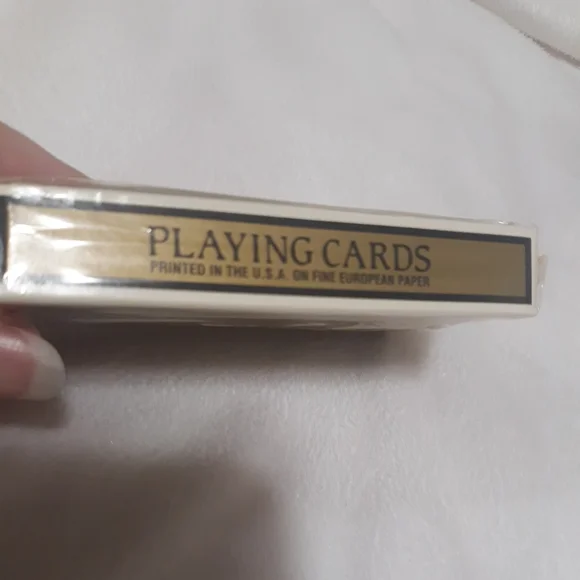 PLAYING CARDS
PRINTED IN THE U.S.A. ON FINE EUROPEAN PAPER